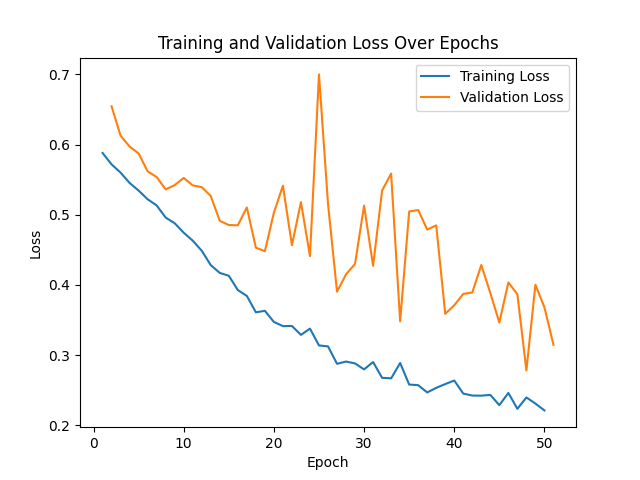 Training and Validation Loss Over Epochs
Training Loss
Validation Loss
Loss
0.7
0.6
0.5
0.4
0.3
0.2
0 10 20 30 40 50
Epoch